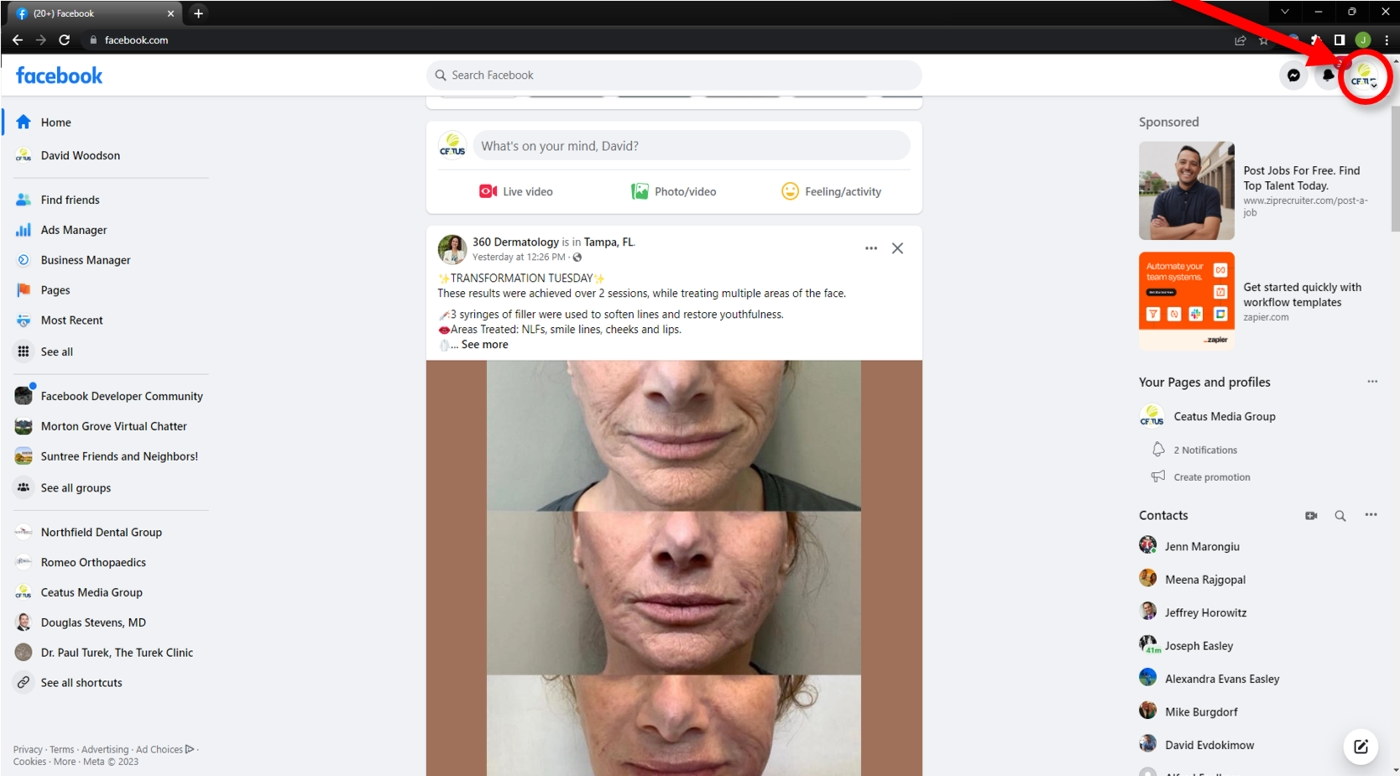 (20+) Facebook
facebook.com
J
facebook
Search Facebook
CETUS
Home
David Woodson
Find friends
Ads Manager
Business Manager
Pages
Most Recent
See all
Facebook Developer Community
Morton Grove Virtual Chatter
Suntree Friends and Neighbors!
See all groups
Northfield Dental Group
Romeo Orthopaedics
Ceatus Media Group
Douglas Stevens, MD
Dr. Paul Turek, The Turek Clinic
See all shortcuts
Privacy · Terms · Advertising · Ad Choices ·
Cookies · More · Meta © 2023
What's on your mind, David?
Live video
Photo/video
Feeling/activity
360 Dermatology is in Tampa, FL.
Yesterday at 12:26 PM ·
✨TRANSFORMATION TUESDAY✨
These results were achieved over 2 sessions, while treating multiple areas of the face.
💉3 syringes of filler were used to soften lines and restore youthfulness.
👄Areas Treated: NLFs, smile lines, cheeks and lips.
... See more
Sponsored
Post Jobs For Free. Find
Top Talent Today.
www.ziprecruiter.com/post-a-
job
Automate your
team systems.
_zapier
Get started quickly with
workflow templates
zapier.com
Your Pages and profiles
Ceatus Media Group
2 Notifications
Create promotion
Contacts
Jenn Marongiu
Meena Rajgopal
Jeffrey Horowitz
41m
Joseph Easley
Alexandra Evans Easley
Mike Burgdorf
David Evdokimow